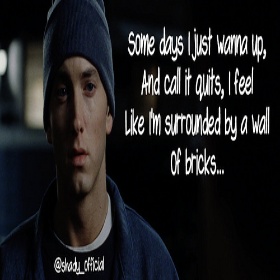 Some days I just wanna up,
And call it quits, I feel
Like I'm surrounded by a wall
Of bricks...
@shady_official